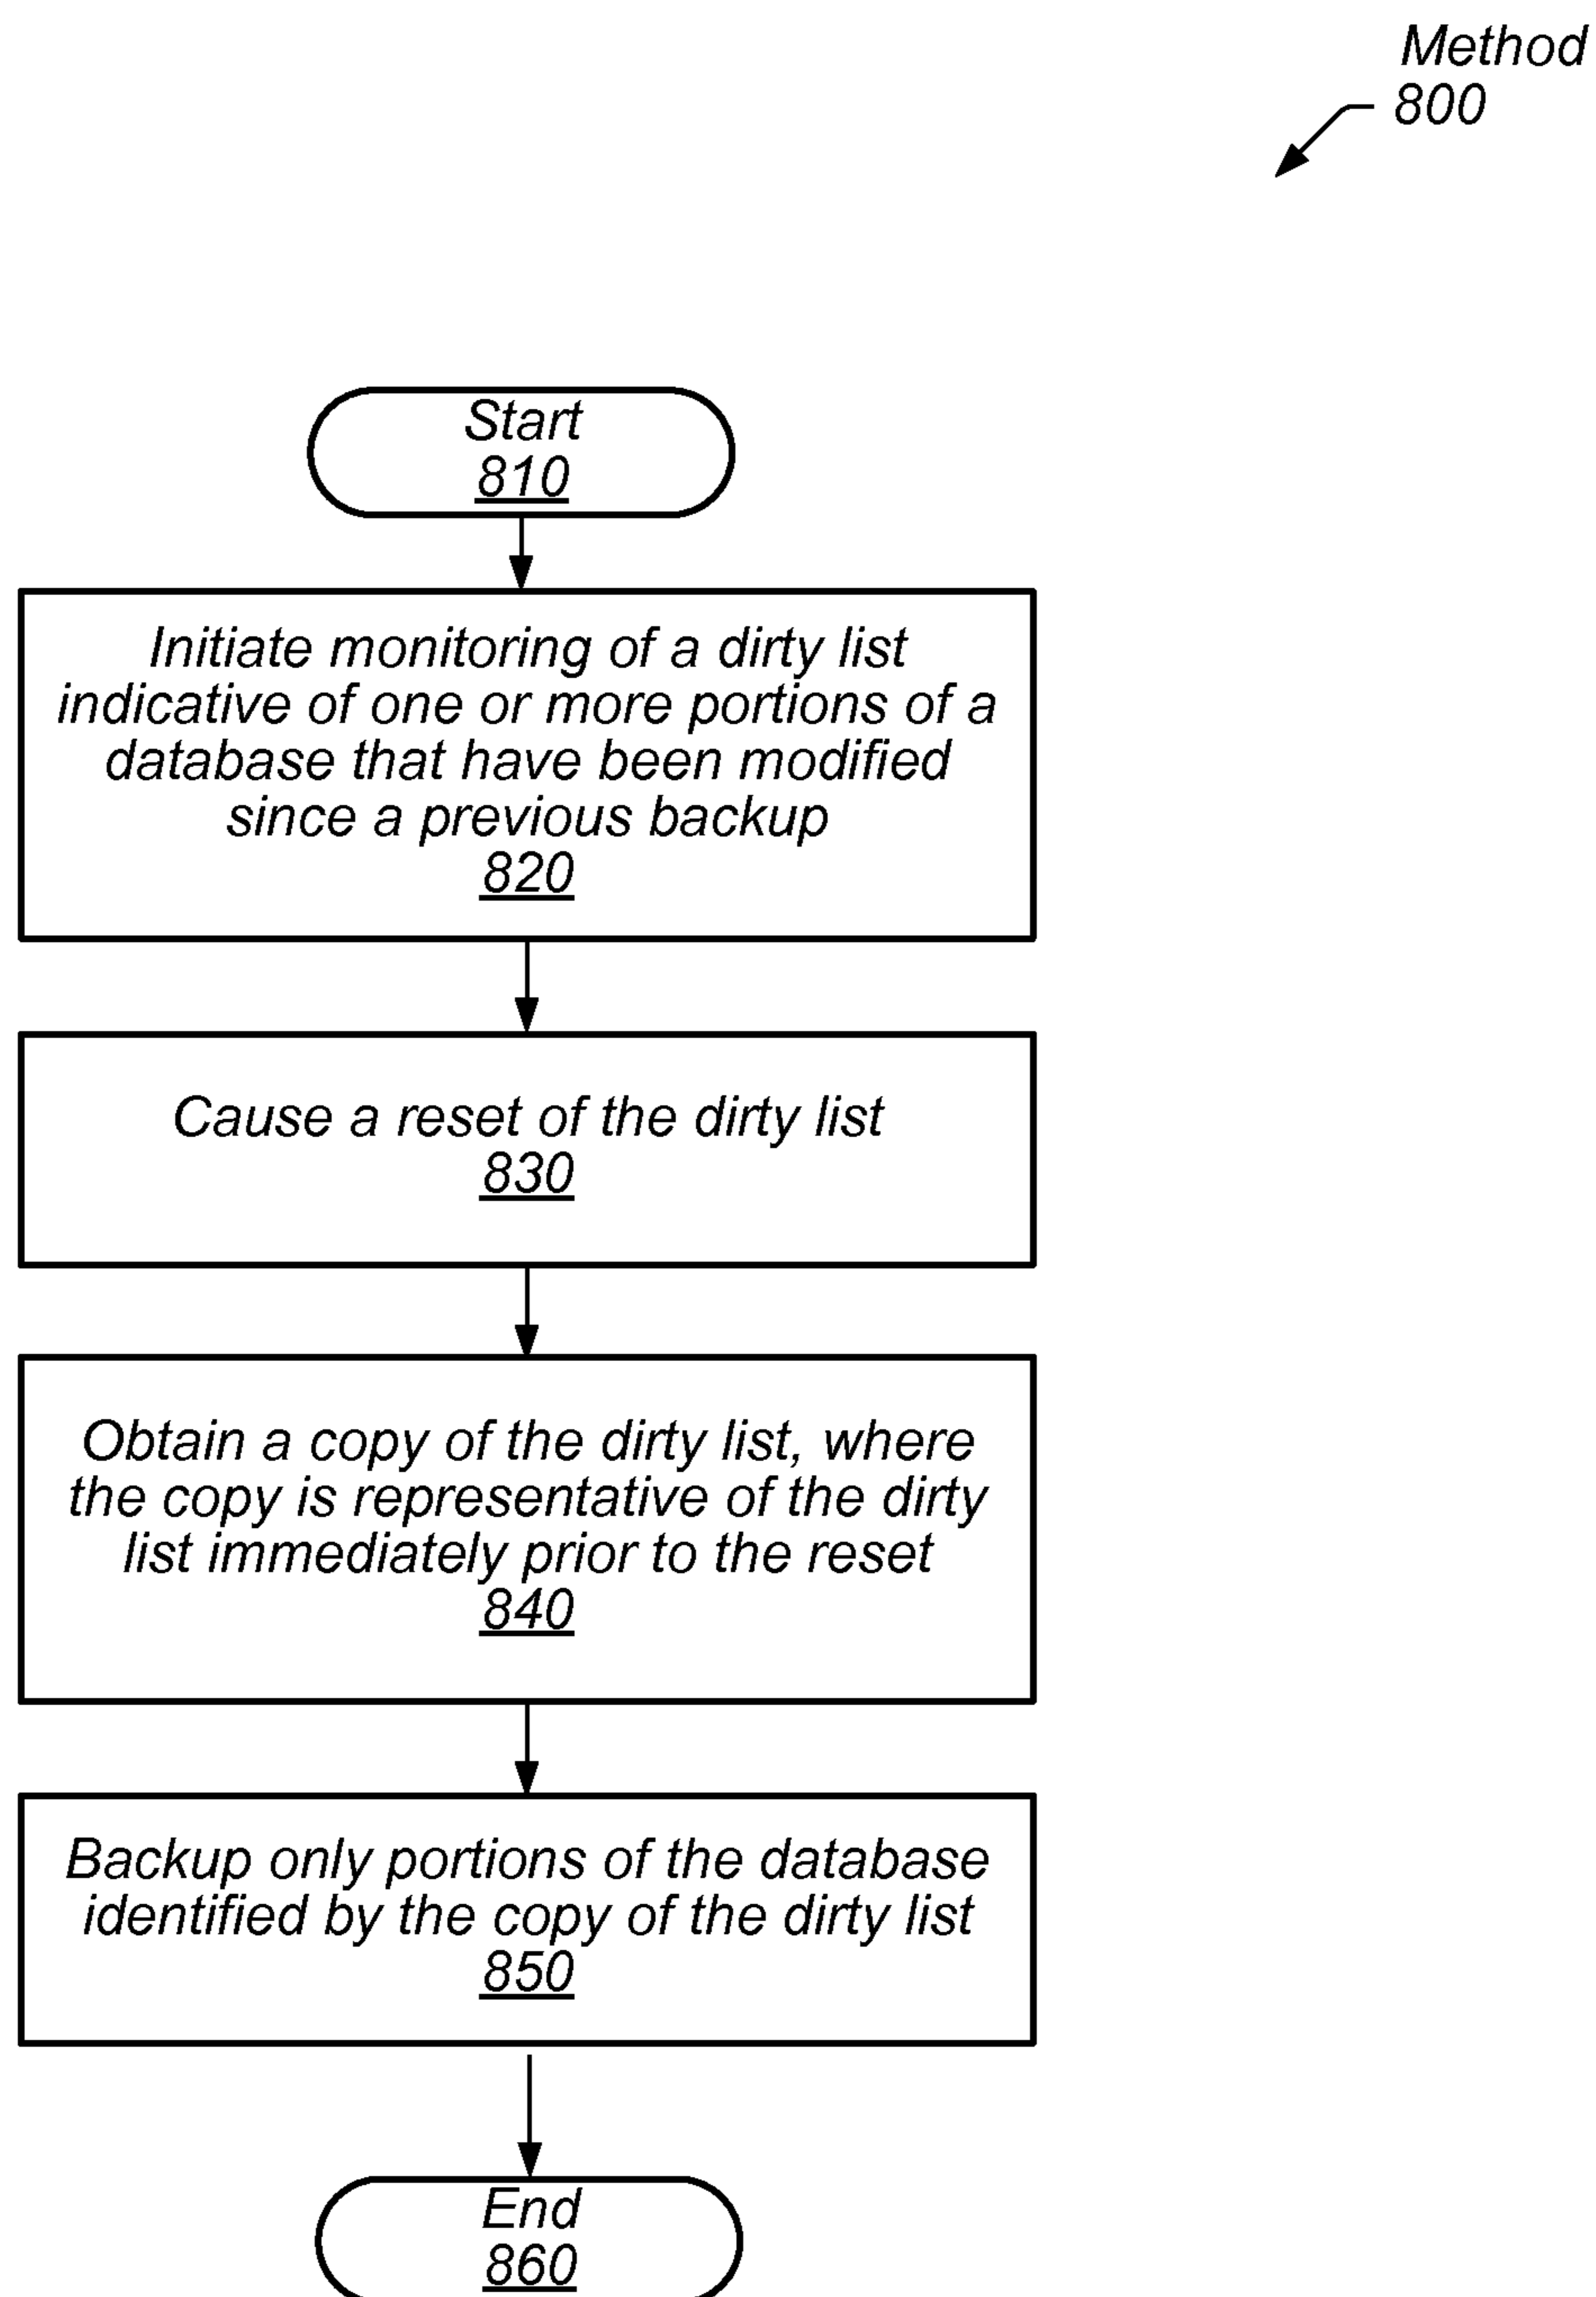 Method
800
Start
810
Initiate monitoring of a dirty list
indicative of one or more portions of a
database that have been modified
since a previous backup
820
Cause a reset of the dirty list
830
Obtain a copy of the dirty list, where
the copy is representative of the dirty
list immediately prior to the reset
840
Backup only portions of the database
identified by the copy of the dirty list
850
End
860